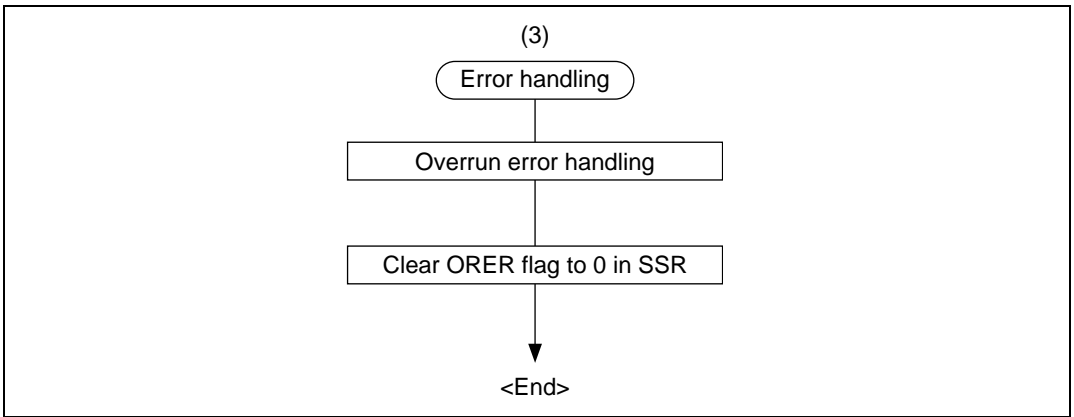 (3)
Error handling
Overrun error handling
Clear ORER flag to 0 in SSR
<End>